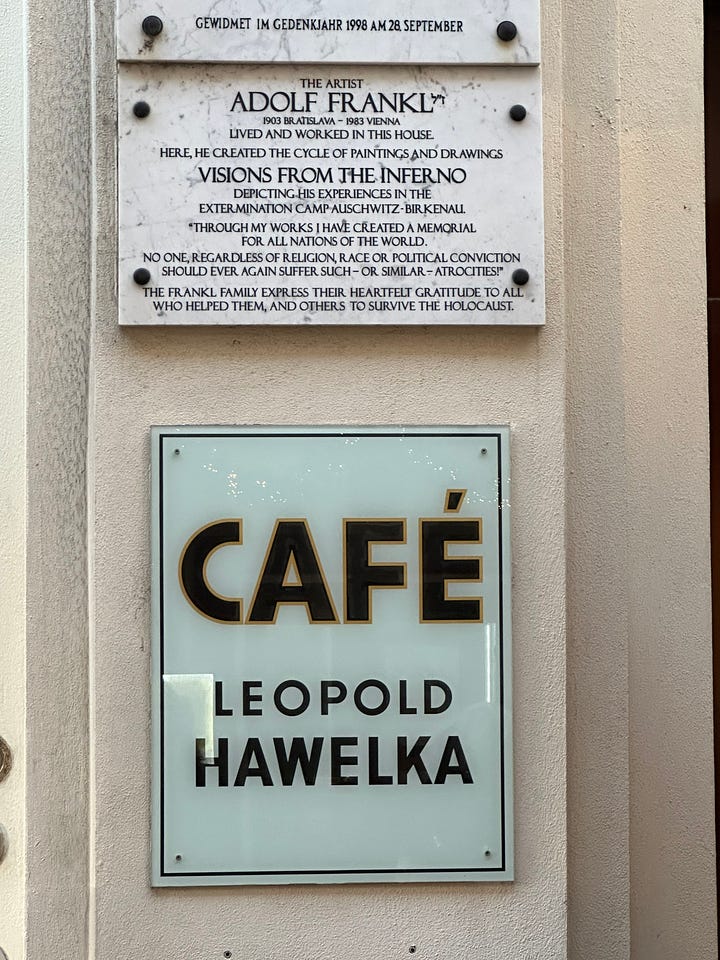 GEWIDMET IM GEDENKJAHR 1998 AM 28. SEPTEMBER
THE ARTIST
ADOLF FRANKL ז״ל
1903 BRATISLAVA – 1983 VIENNA
LIVED AND WORKED IN THIS HOUSE.
HERE, HE CREATED THE CYCLE OF PAINTINGS AND DRAWINGS
VISIONS FROM THE INFERNO
DEPICTING HIS EXPERIENCES IN THE
EXTERMINATION CAMP AUSCHWITZ-BIRKENAU.
"THROUGH MY WORKS I HAVE CREATED A MEMORIAL
FOR ALL NATIONS OF THE WORLD.
NO ONE, REGARDLESS OF RELIGION, RACE OR POLITICAL CONVICTION
SHOULD EVER AGAIN SUFFER SUCH – OR SIMILAR – ATROCITIES!"
THE FRANKL FAMILY EXPRESS THEIR HEARTFELT GRATITUDE TO ALL
WHO HELPED THEM, AND OTHERS TO SURVIVE THE HOLOCAUST.
CAFÉ
LEOPOLD
HAWELKA